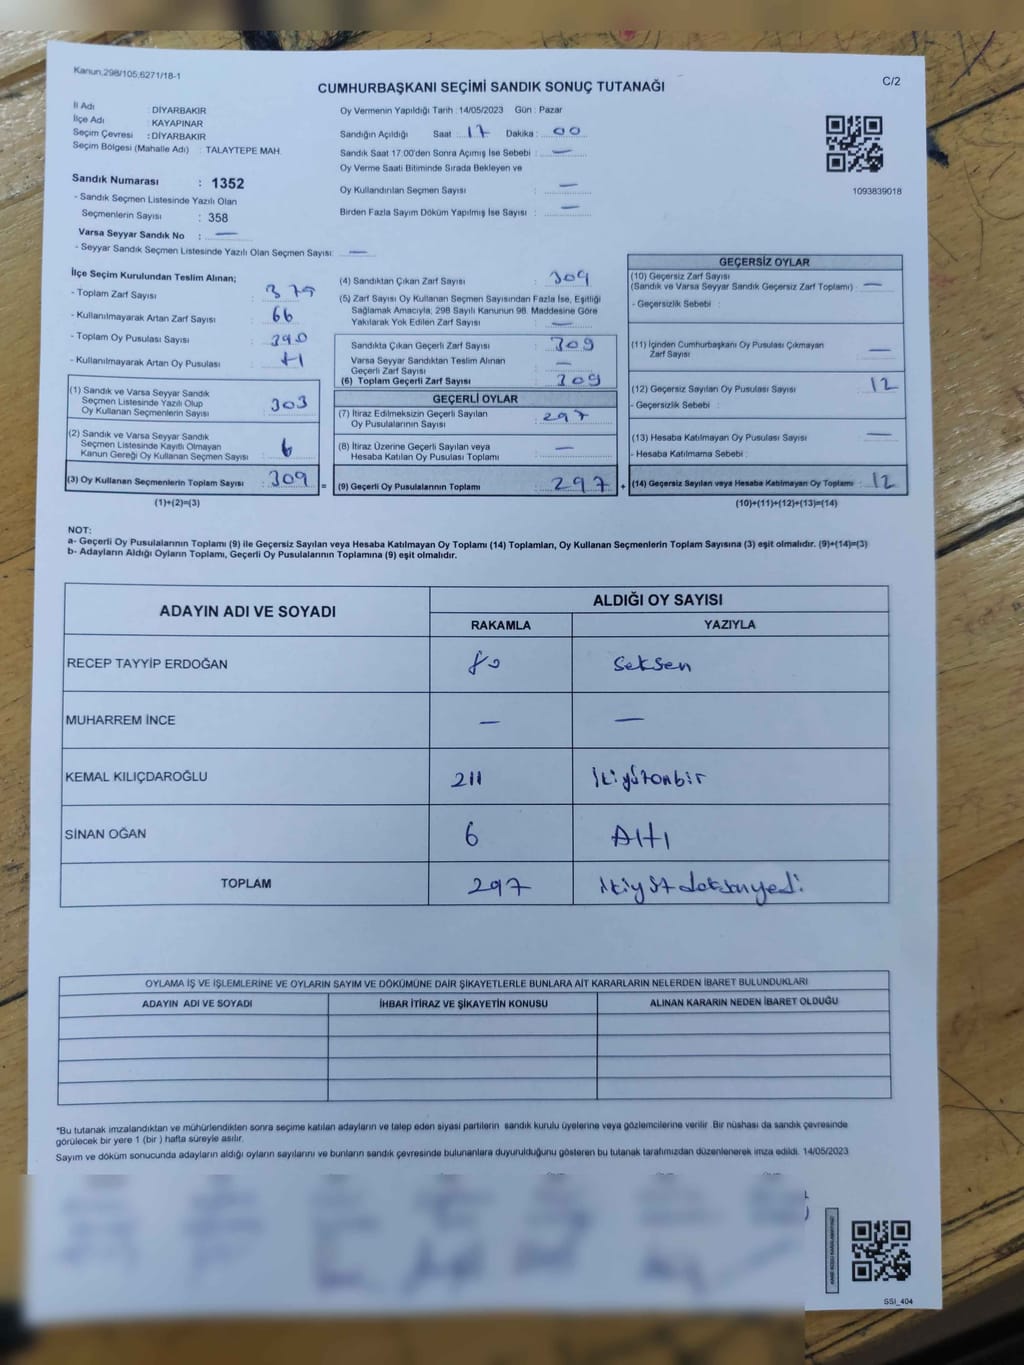 Kanun,298/105,6271/18-1
C/2
CUMHURBAŞKANI SEÇİMİ SANDIK SONUÇ TUTANAĞI
İl Adı : DİYARBAKIR
İlçe Adı : KAYAPINAR
Seçim Çevresi : DİYARBAKIR
Seçim Bölgesi (Mahalle Adı) : TALAYTEPE MAH.
Sandık Numarası : 1352
- Sandık Seçmen Listesinde Yazılı Olan
Seçmenlerin Sayısı : 358
Varsa Seyyar Sandık No : —
- Seyyar Sandık Seçmen Listesinde Yazılı Olan Seçmen Sayısı: —
Oy Vermenin Yapıldığı Tarih : 14/05/2023 Gün : Pazar
Sandığın Açıldığı Saat : 17 Dakika : 00
Sandık Saat 17:00'den Sonra Açımış İse Sebebi : —
Oy Verme Saati Bitiminde Sırada Bekleyen ve
Oy Kullandırılan Seçmen Sayısı : —
Birden Fazla Sayım Döküm Yapılmış İse Sayısı : —
1093839018
İlçe Seçim Kurulundan Teslim Alınan;
- Toplam Zarf Sayısı : 375
- Kullanılmayarak Artan Zarf Sayısı : 66
- Toplam Oy Pusulası Sayısı : 390
- Kullanılmayarak Artan Oy Pusulası :
(1) Sandık ve Varsa Seyyar Sandık
Seçmen Listesinde Yazılı Olup
Oy Kullanan Seçmenlerin Sayısı : 303
(2) Sandık ve Varsa Seyyar Sandık
Seçmen Listesinde Kayıtlı Olmayan
Kanun Gereği Oy Kullanan Seçmen Sayısı : 6
(3) Oy Kullanan Seçmenlerin Toplam Sayısı : 309 =
(1)+(2)=(3)
(4) Sandıktan Çıkan Zarf Sayısı : 309
(5) Zarf Sayısı Oy Kullanan Seçmen Sayısından Fazla İse, Eşitliği
Sağlamak Amacıyla; 298 Sayılı Kanunun 98. Maddesine Göre
Yakılarak Yok Edilen Zarf Sayısı : —
Sandıkta Çıkan Geçerli Zarf Sayısı : 309
Varsa Seyyar Sandıktan Teslim Alınan
Geçerli Zarf Sayısı : —
(6) Toplam Geçerli Zarf Sayısı : 309
GEÇERLİ OYLAR
(7) İtiraz Edilmeksizin Geçerli Sayılan
Oy Pusulalarının Sayısı : 297
(8) İtiraz Üzerine Geçerli Sayılan veya
Hesaba Katılan Oy Pusulası Toplamı : —
(9) Geçerli Oy Pusulalarının Toplamı : 297 +
GEÇERSİZ OYLAR
(10) Geçersiz Zarf Sayısı
(Sandık ve Varsa Seyyar Sandık Geçersiz Zarf Toplamı) : —
- Geçersizlik Sebebi :
(11) İçinden Cumhurbaşkanı Oy Pusulası Çıkmayan
Zarf Sayısı : —
(12) Geçersiz Sayılan Oy Pusulası Sayısı : 12
- Geçersizlik Sebebi :
(13) Hesaba Katılmayan Oy Pusulası Sayısı : —
- Hesaba Katılmama Sebebi :
(14) Geçersiz Sayılan veya Hesaba Katılmayan Oy Toplamı : 12
(10)+(11)+(12)+(13)=(14)
NOT:
a- Geçerli Oy Pusulalarının Toplamı (9) ile Geçersiz Sayılan veya Hesaba Katılmayan Oy Toplamı (14) Toplamları, Oy Kullanan Seçmenlerin Toplam Sayısına (3) eşit olmalıdır. (9)+(14)=(3)
b- Adayların Aldığı Oyların Toplamı, Geçerli Oy Pusulalarının Toplamına (9) eşit olmalıdır.
ADAYIN ADI VE SOYADI ALDIĞI OY SAYISI
RAKAMLA YAZIYLA
RECEP TAYYİP ERDOĞAN 80 Seksen
MUHARREM İNCE — —
KEMAL KILIÇDAROĞLU 211 İkiyüzonbir
SİNAN OĞAN 6 Altı
TOPLAM 297 ikiyüzdoksanyedi
OYLAMA İŞ VE İŞLEMLERİNE VE OYLARIN SAYIM VE DÖKÜMÜNE DAİR ŞİKAYETLERLE BUNLARA AİT KARARLARIN NELERDEN İBARET BULUNDUKLARI
ADAYIN ADI VE SOYADI İHBAR İTİRAZ VE ŞİKAYETİN KONUSU ALINAN KARARIN NEDEN İBARET OLDUĞU
*Bu tutanak imzalandıktan ve mühürlendikten sonra seçime katılan adayların ve talep eden siyasi partilerin sandık kurulu üyelerine veya gözlemcilerine verilir. Bir nüshası da sandık çevresinde
görülecek bir yere 1 (bir ) hafta süreyle asılır.
Sayım ve döküm sonucunda adayların aldığı oyların sayılarını ve bunların sandık çevresinde bulunanlara duyurulduğunu gösteren bu tutanak tarafımızdan düzenlenerek imza edildi. 14/05/2023
SSI_404